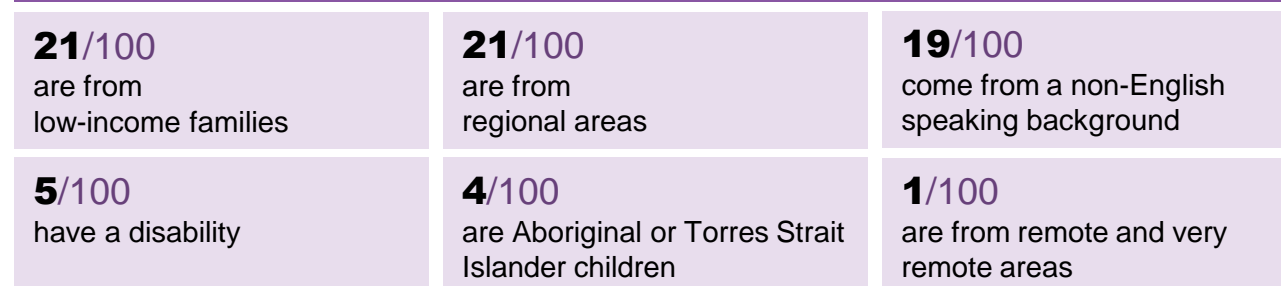 21/100
are from
low-income families
21/100
are from
regional areas
19/100
come from a non-English
speaking background
5/100
have a disability
4/100
are Aboriginal or Torres Strait
Islander children
1/100
are from remote and very
remote areas